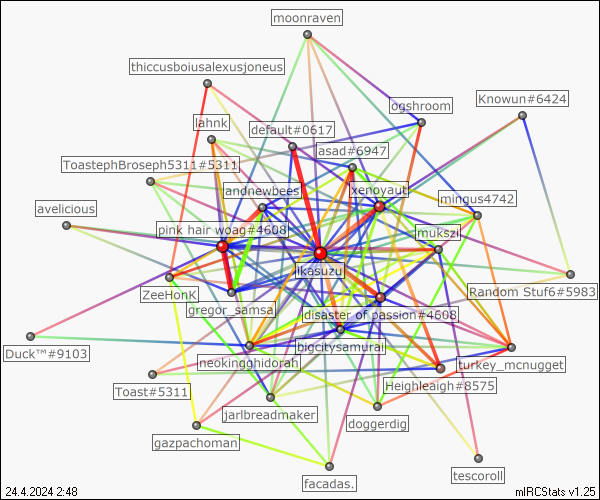 moonraven
thiccusboiusalexusjoneus
Knowun#6424
ogshroom
lahnk
default#0617
asad#6947
ToastephBroseph5311#5311
landnewbees
xenoyauti
mingus4742
avelicious
pink hair woag#4608
mukszi
ikasuzu
ZeeHonK
Random Stuf6#5983
gregor_samsa
disaster of passion#4608
bigcitysamurai
Duck™#9103
neokingghidorah
turkey_mcnugget
Toast#5311
Heighleaigh#8575
jarlbreadmaker
doggerdig
gazpachoman
tescoroll
facadas.
24.4.2024 2:48
mIRCStats v1.25